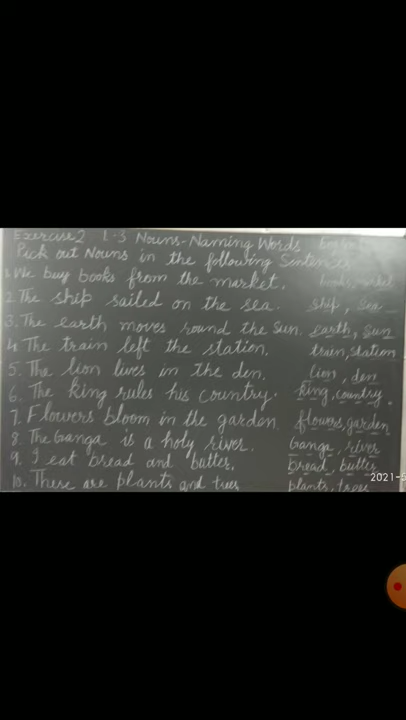 Exercise 2 L-3 Nouns-Naming Words
Pick out Nouns in the following Sentences
1. We buy books from the market. books, market
2. The ship sailed on the sea. ship, Sea
3. The earth moves round the Sun. earth, Sun
4. The train left the station. train, station
5. The lion lives in the den. lion, den
6. The King rules his country. King, country.
7. Flowers bloom in the garden. flowers, garden
8. The Ganga is a holy river. Ganga, river
9. I eat bread and butter. bread, butter
10. These are plants and trees plants, trees
2021-5